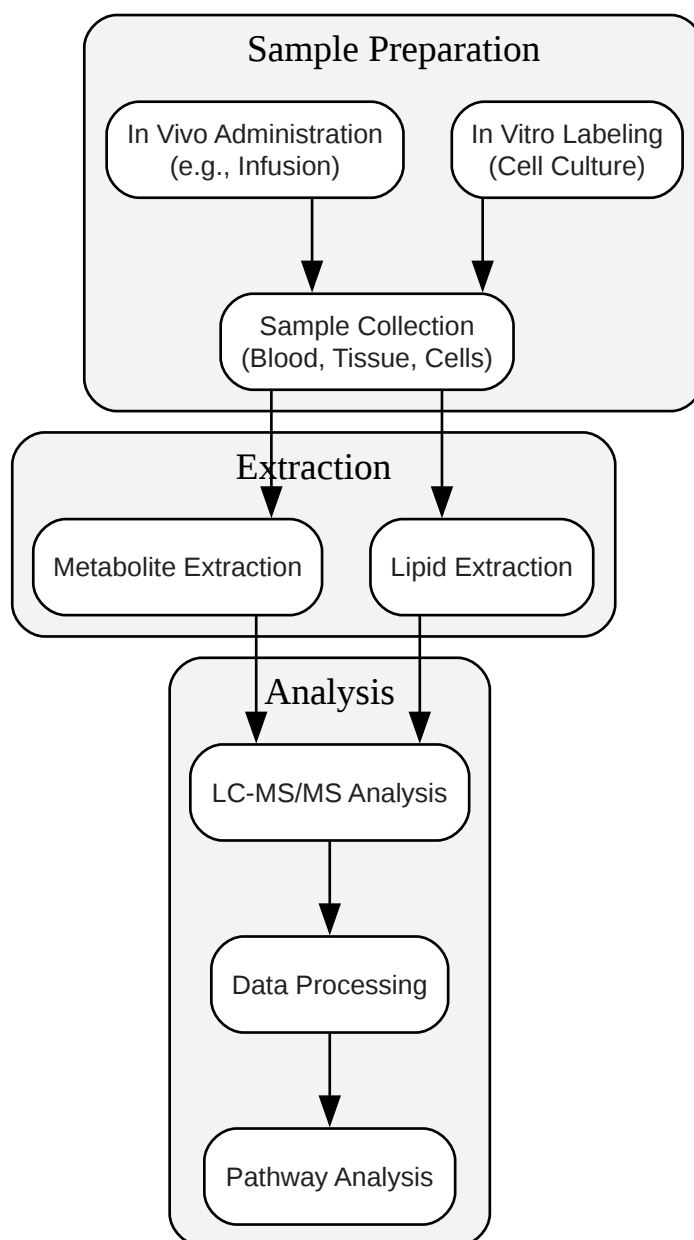 Sample Preparation
In Vivo Administration
(e.g., Infusion)
In Vitro Labeling
(Cell Culture)
Sample Collection
(Blood, Tissue, Cells)
Extraction
Metabolite Extraction
Lipid Extraction
Analysis
LC-MS/MS Analysis
Data Processing
Pathway Analysis